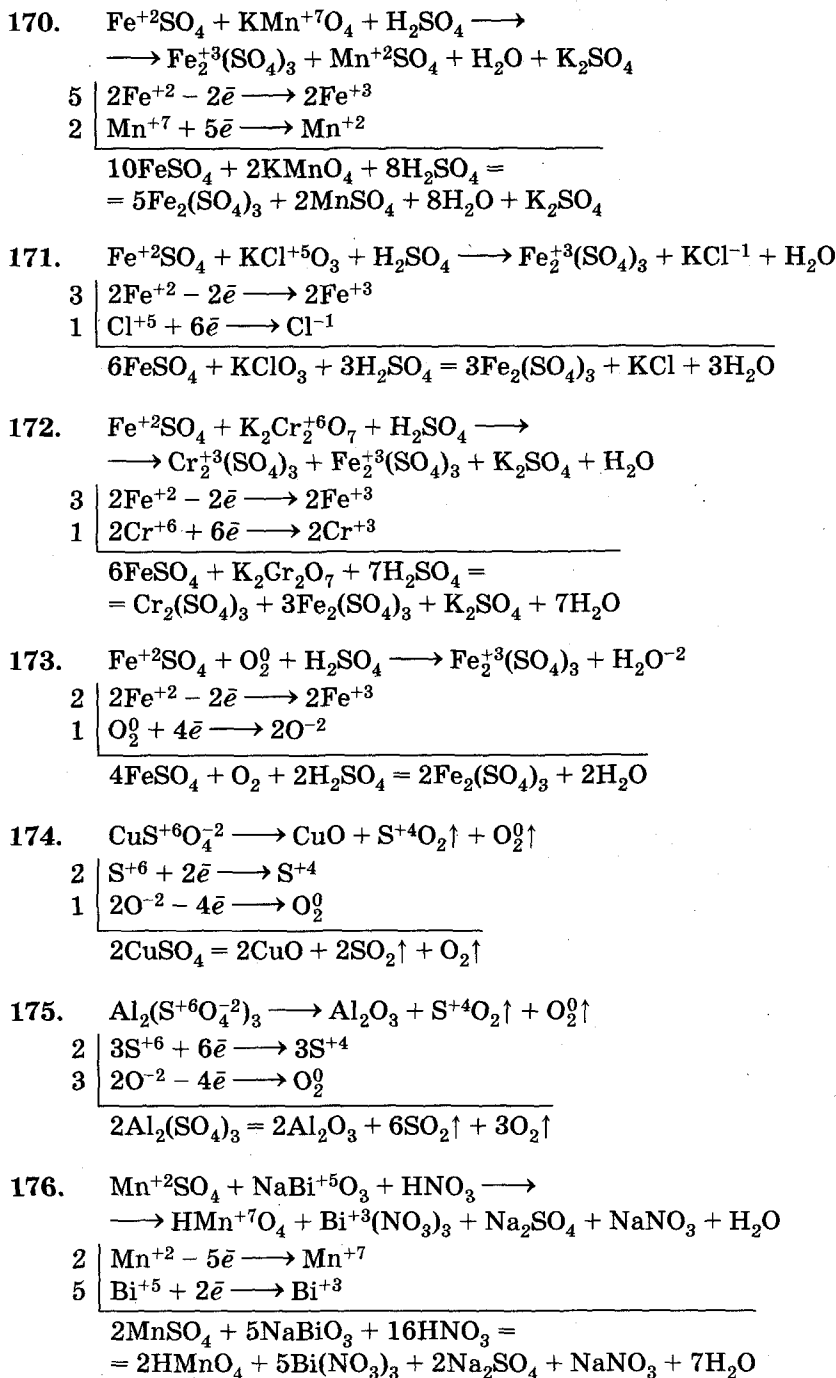 170. Fe⁺²SO₄ + KMn⁺⁷O₄ + H₂SO₄ ⟶
⟶ Fe₂⁺³(SO₄)₃ + Mn⁺²SO₄ + H₂O + K₂SO₄
5 | 2Fe⁺² – 2ē ⟶ 2Fe⁺³
2 | Mn⁺⁷ + 5ē ⟶ Mn⁺²
10FeSO₄ + 2KMnO₄ + 8H₂SO₄ =
= 5Fe₂(SO₄)₃ + 2MnSO₄ + 8H₂O + K₂SO₄
171. Fe⁺²SO₄ + KCl⁺⁵O₃ + H₂SO₄ ⟶ Fe₂⁺³(SO₄)₃ + KCl⁻¹ + H₂O
3 | 2Fe⁺² – 2ē ⟶ 2Fe⁺³
1 | Cl⁺⁵ + 6ē ⟶ Cl⁻¹
6FeSO₄ + KClO₃ + 3H₂SO₄ = 3Fe₂(SO₄)₃ + KCl + 3H₂O
172. Fe⁺²SO₄ + K₂Cr₂⁺⁶O₇ + H₂SO₄ ⟶
⟶ Cr₂⁺³(SO₄)₃ + Fe₂⁺³(SO₄)₃ + K₂SO₄ + H₂O
3 | 2Fe⁺² – 2ē ⟶ 2Fe⁺³
1 | 2Cr⁺⁶ + 6ē ⟶ 2Cr⁺³
6FeSO₄ + K₂Cr₂O₇ + 7H₂SO₄ =
= Cr₂(SO₄)₃ + 3Fe₂(SO₄)₃ + K₂SO₄ + 7H₂O
173. Fe⁺²SO₄ + O₂⁰ + H₂SO₄ ⟶ Fe₂⁺³(SO₄)₃ + H₂O⁻²
2 | 2Fe⁺² – 2ē ⟶ 2Fe⁺³
1 | O₂⁰ + 4ē ⟶ 2O⁻²
4FeSO₄ + O₂ + 2H₂SO₄ = 2Fe₂(SO₄)₃ + 2H₂O
174. CuS⁺⁶O₄⁻² ⟶ CuO + S⁺⁴O₂↑ + O₂⁰↑
2 | S⁺⁶ + 2ē ⟶ S⁺⁴
1 | 2O⁻² – 4ē ⟶ O₂⁰
2CuSO₄ = 2CuO + 2SO₂↑ + O₂↑
175. Al₂(S⁺⁶O₄⁻²)₃ ⟶ Al₂O₃ + S⁺⁴O₂↑ + O₂⁰↑
2 | 3S⁺⁶ + 6ē ⟶ 3S⁺⁴
3 | 2O⁻² – 4ē ⟶ O₂⁰
2Al₂(SO₄)₃ = 2Al₂O₃ + 6SO₂↑ + 3O₂↑
176. Mn⁺²SO₄ + NaBi⁺⁵O₃ + HNO₃ ⟶
⟶ HMn⁺⁷O₄ + Bi⁺³(NO₃)₃ + Na₂SO₄ + NaNO₃ + H₂O
2 | Mn⁺² – 5ē ⟶ Mn⁺⁷
5 | Bi⁺⁵ + 2ē ⟶ Bi⁺³
2MnSO₄ + 5NaBiO₃ + 16HNO₃ =
= 2HMnO₄ + 5Bi(NO₃)₃ + 2Na₂SO₄ + NaNO₃ + 7H₂O